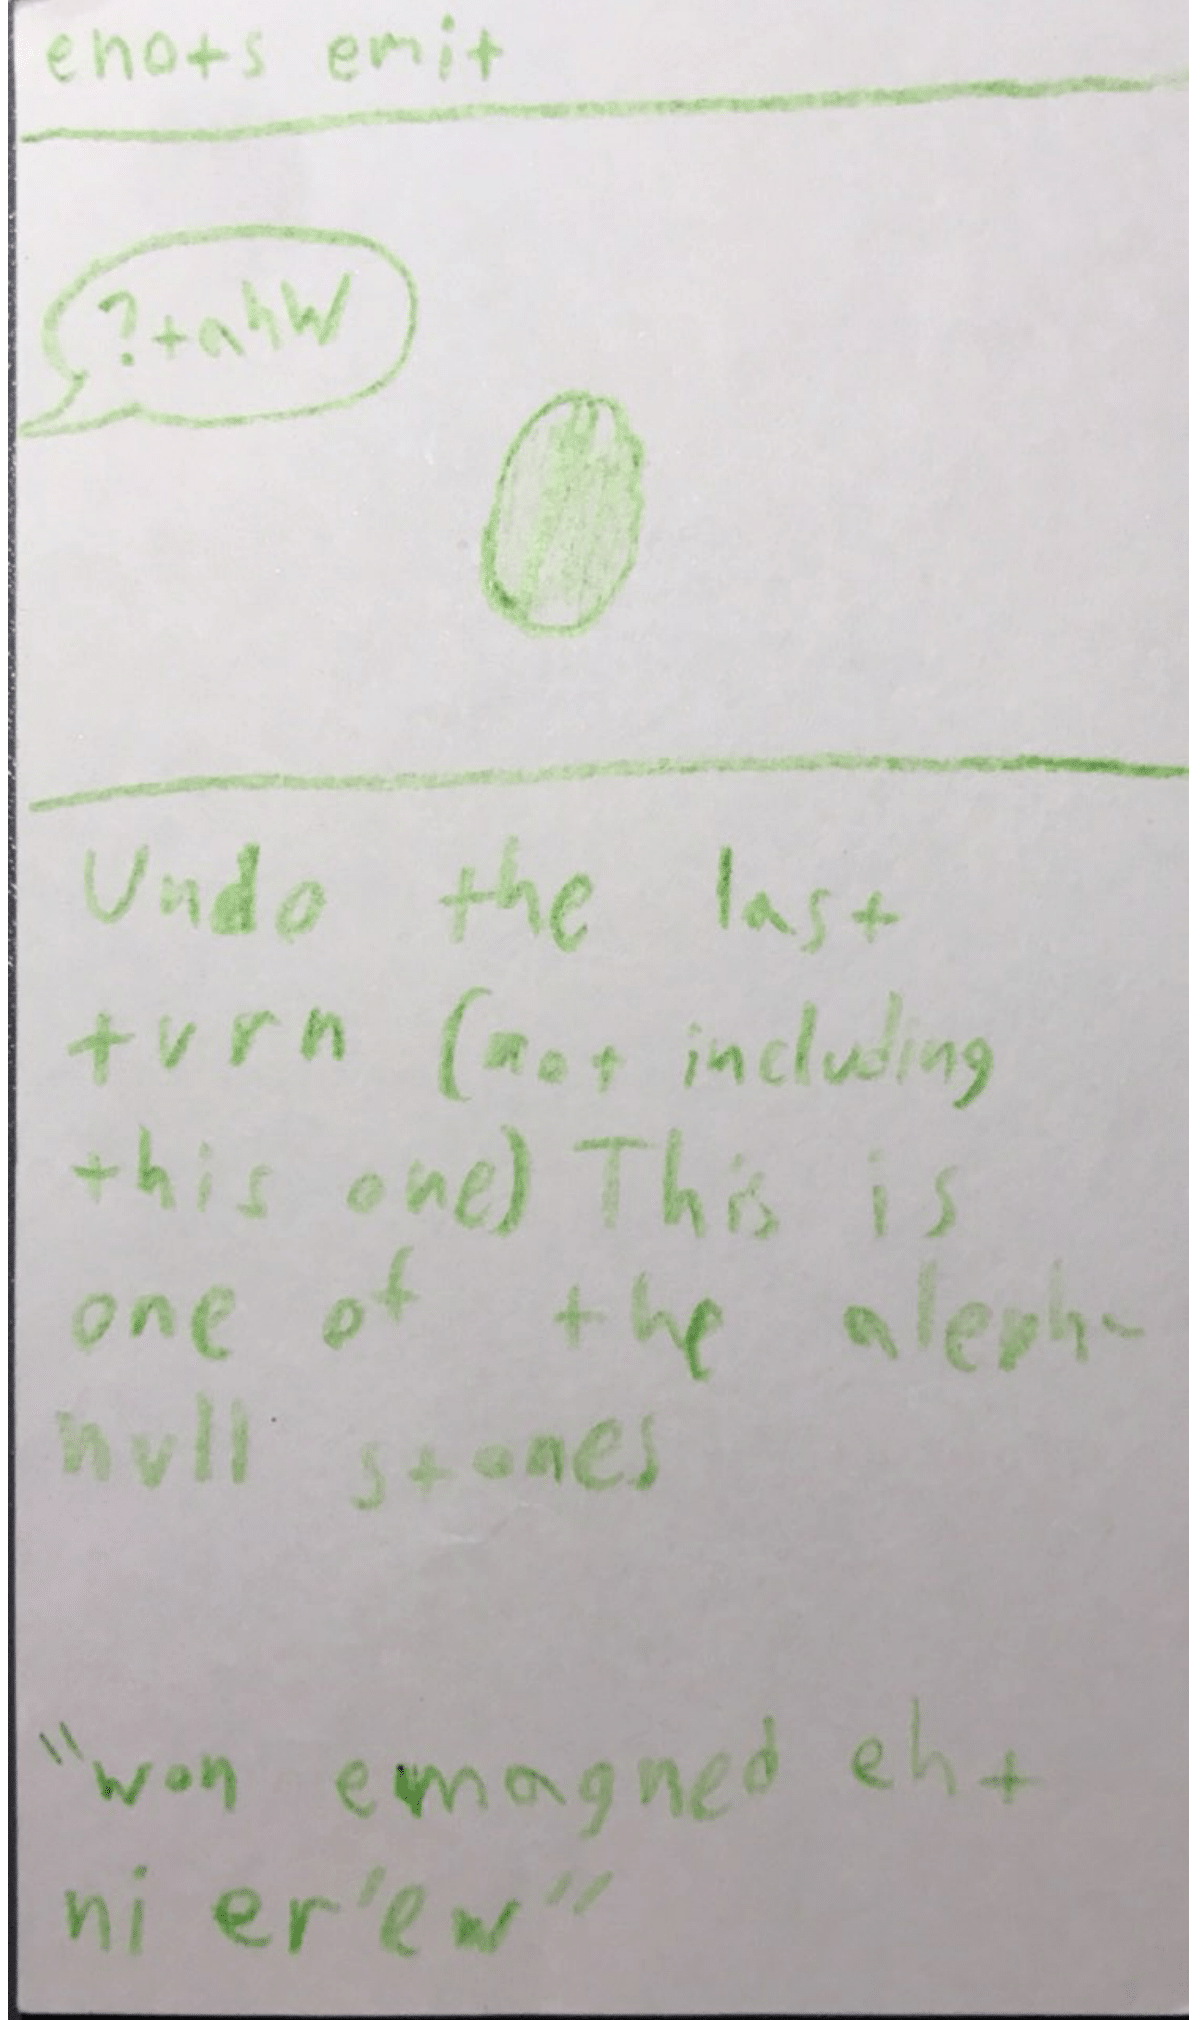 enots emit
?tahW
Undo the last
turn (not including
this one) This is
one of the aleph-
null stones
"won emagned eht
ni er'ew"